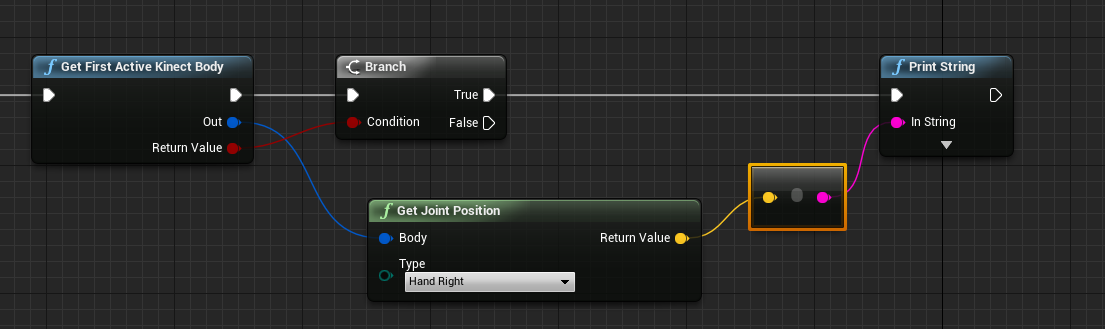 Get First Active Kinect Body
Out
Return Value
Branch
True
Condition
False
Get Joint Position
Body
Return Value
Type
Hand Right
Print String
In String